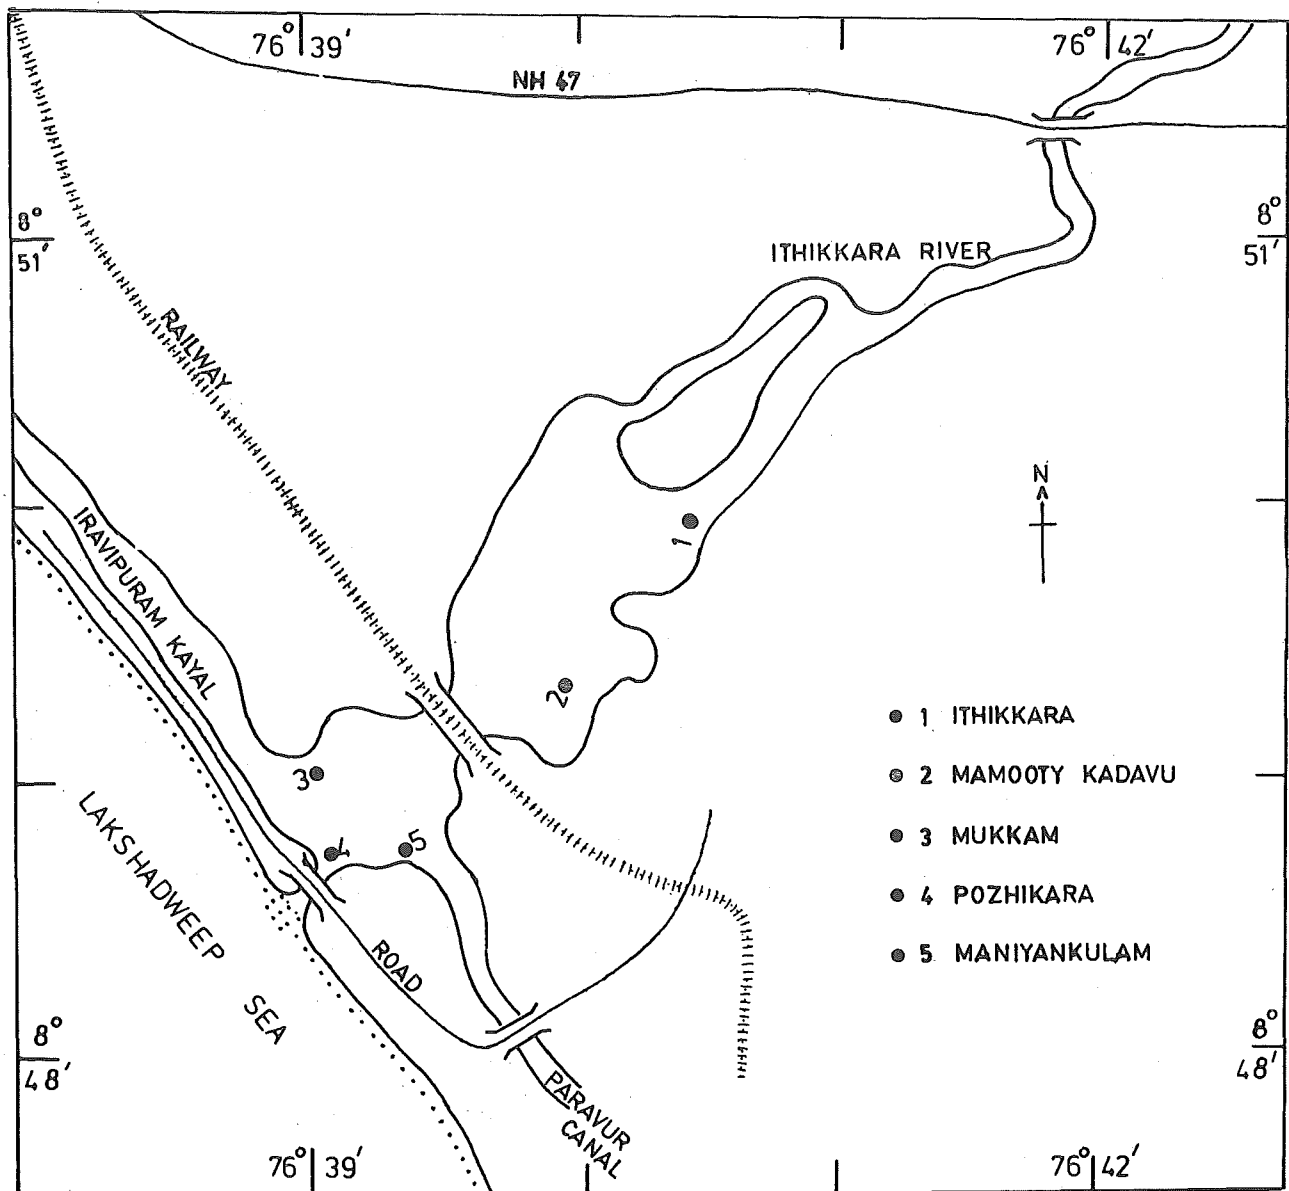 76° 39'
76° 42'
NH 47
8°
51'
8°
51'
ITHIKKARA RIVER
RAILWAY
N
IRAVIPURAM KAYAL
1
2
3
4
5
1 ITHIKKARA
2 MAMOOTY KADAVU
3 MUKKAM
4 POZHIKARA
5 MANIYANKULAM
LAKSHADWEEP
SEA
ROAD
8°
48'
8°
48'
PARAVUR
CANAL
76° 39'
76° 42'